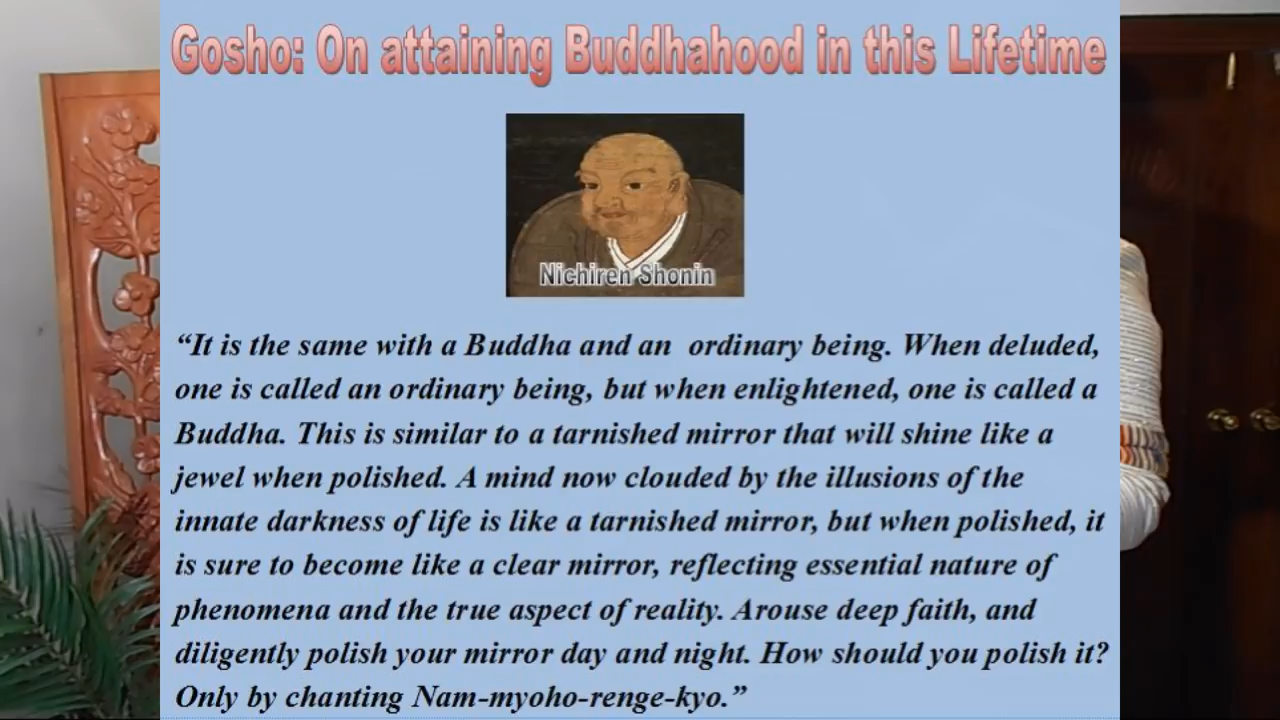 Gosho: On attaining Buddhahood in this Lifetime
Nichiren Shonin
“It is the same with a Buddha and an ordinary being. When deluded,
one is called an ordinary being, but when enlightened, one is called a
Buddha. This is similar to a tarnished mirror that will shine like a
jewel when polished. A mind now clouded by the illusions of the
innate darkness of life is like a tarnished mirror, but when polished, it
is sure to become like a clear mirror, reflecting essential nature of
phenomena and the true aspect of reality. Arouse deep faith, and
diligently polish your mirror day and night. How should you polish it?
Only by chanting Nam-myoho-renge-kyo.”